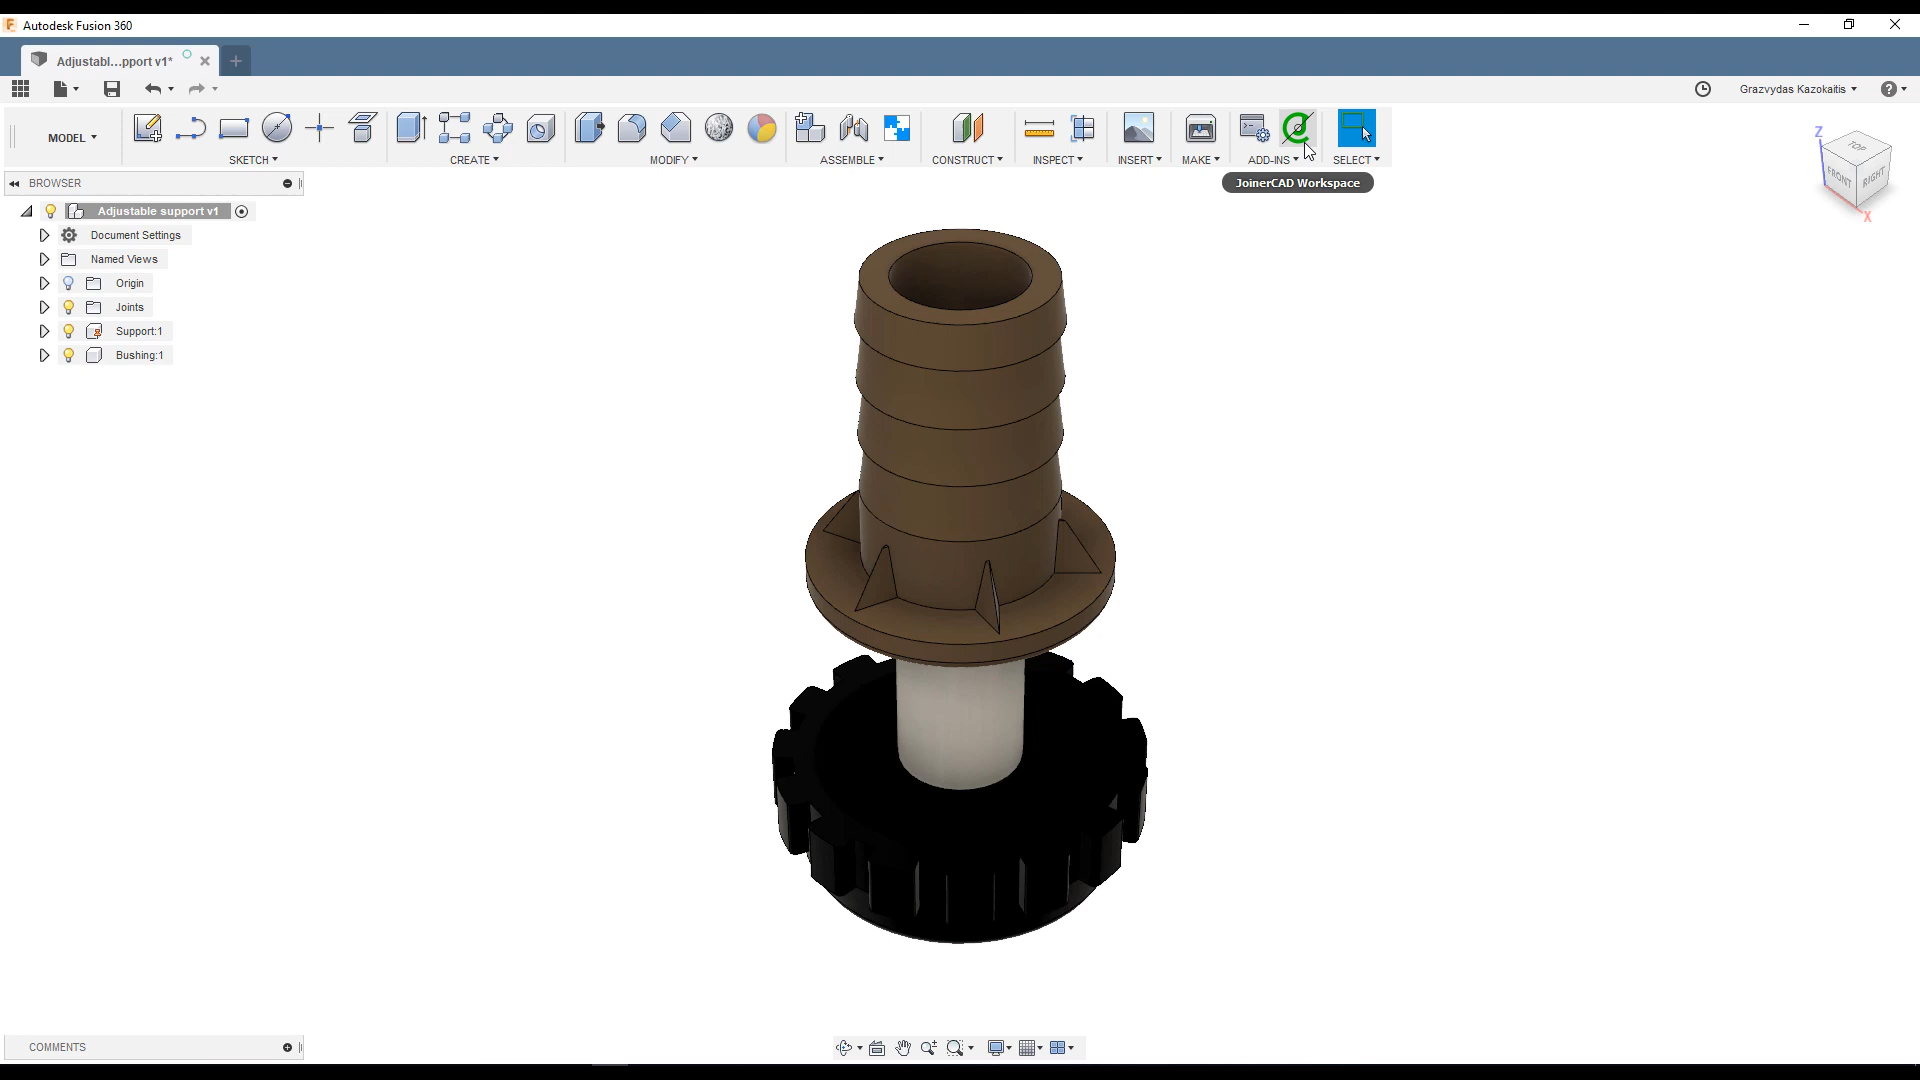 Autodesk Fusion 360
Adjustabl...pport v1*
Grazvydas Kazokaitis
MODEL
SKETCH
CREATE
MODIFY
ASSEMBLE
CONSTRUCT
INSPECT
INSERT
MAKE
ADD-INS
SELECT
JoinerCAD Workspace
Z
TOP
FRONT
RIGHT
X
BROWSER
Adjustable support v1
Document Settings
Named Views
Origin
Joints
Support:1
Bushing:1
COMMENTS